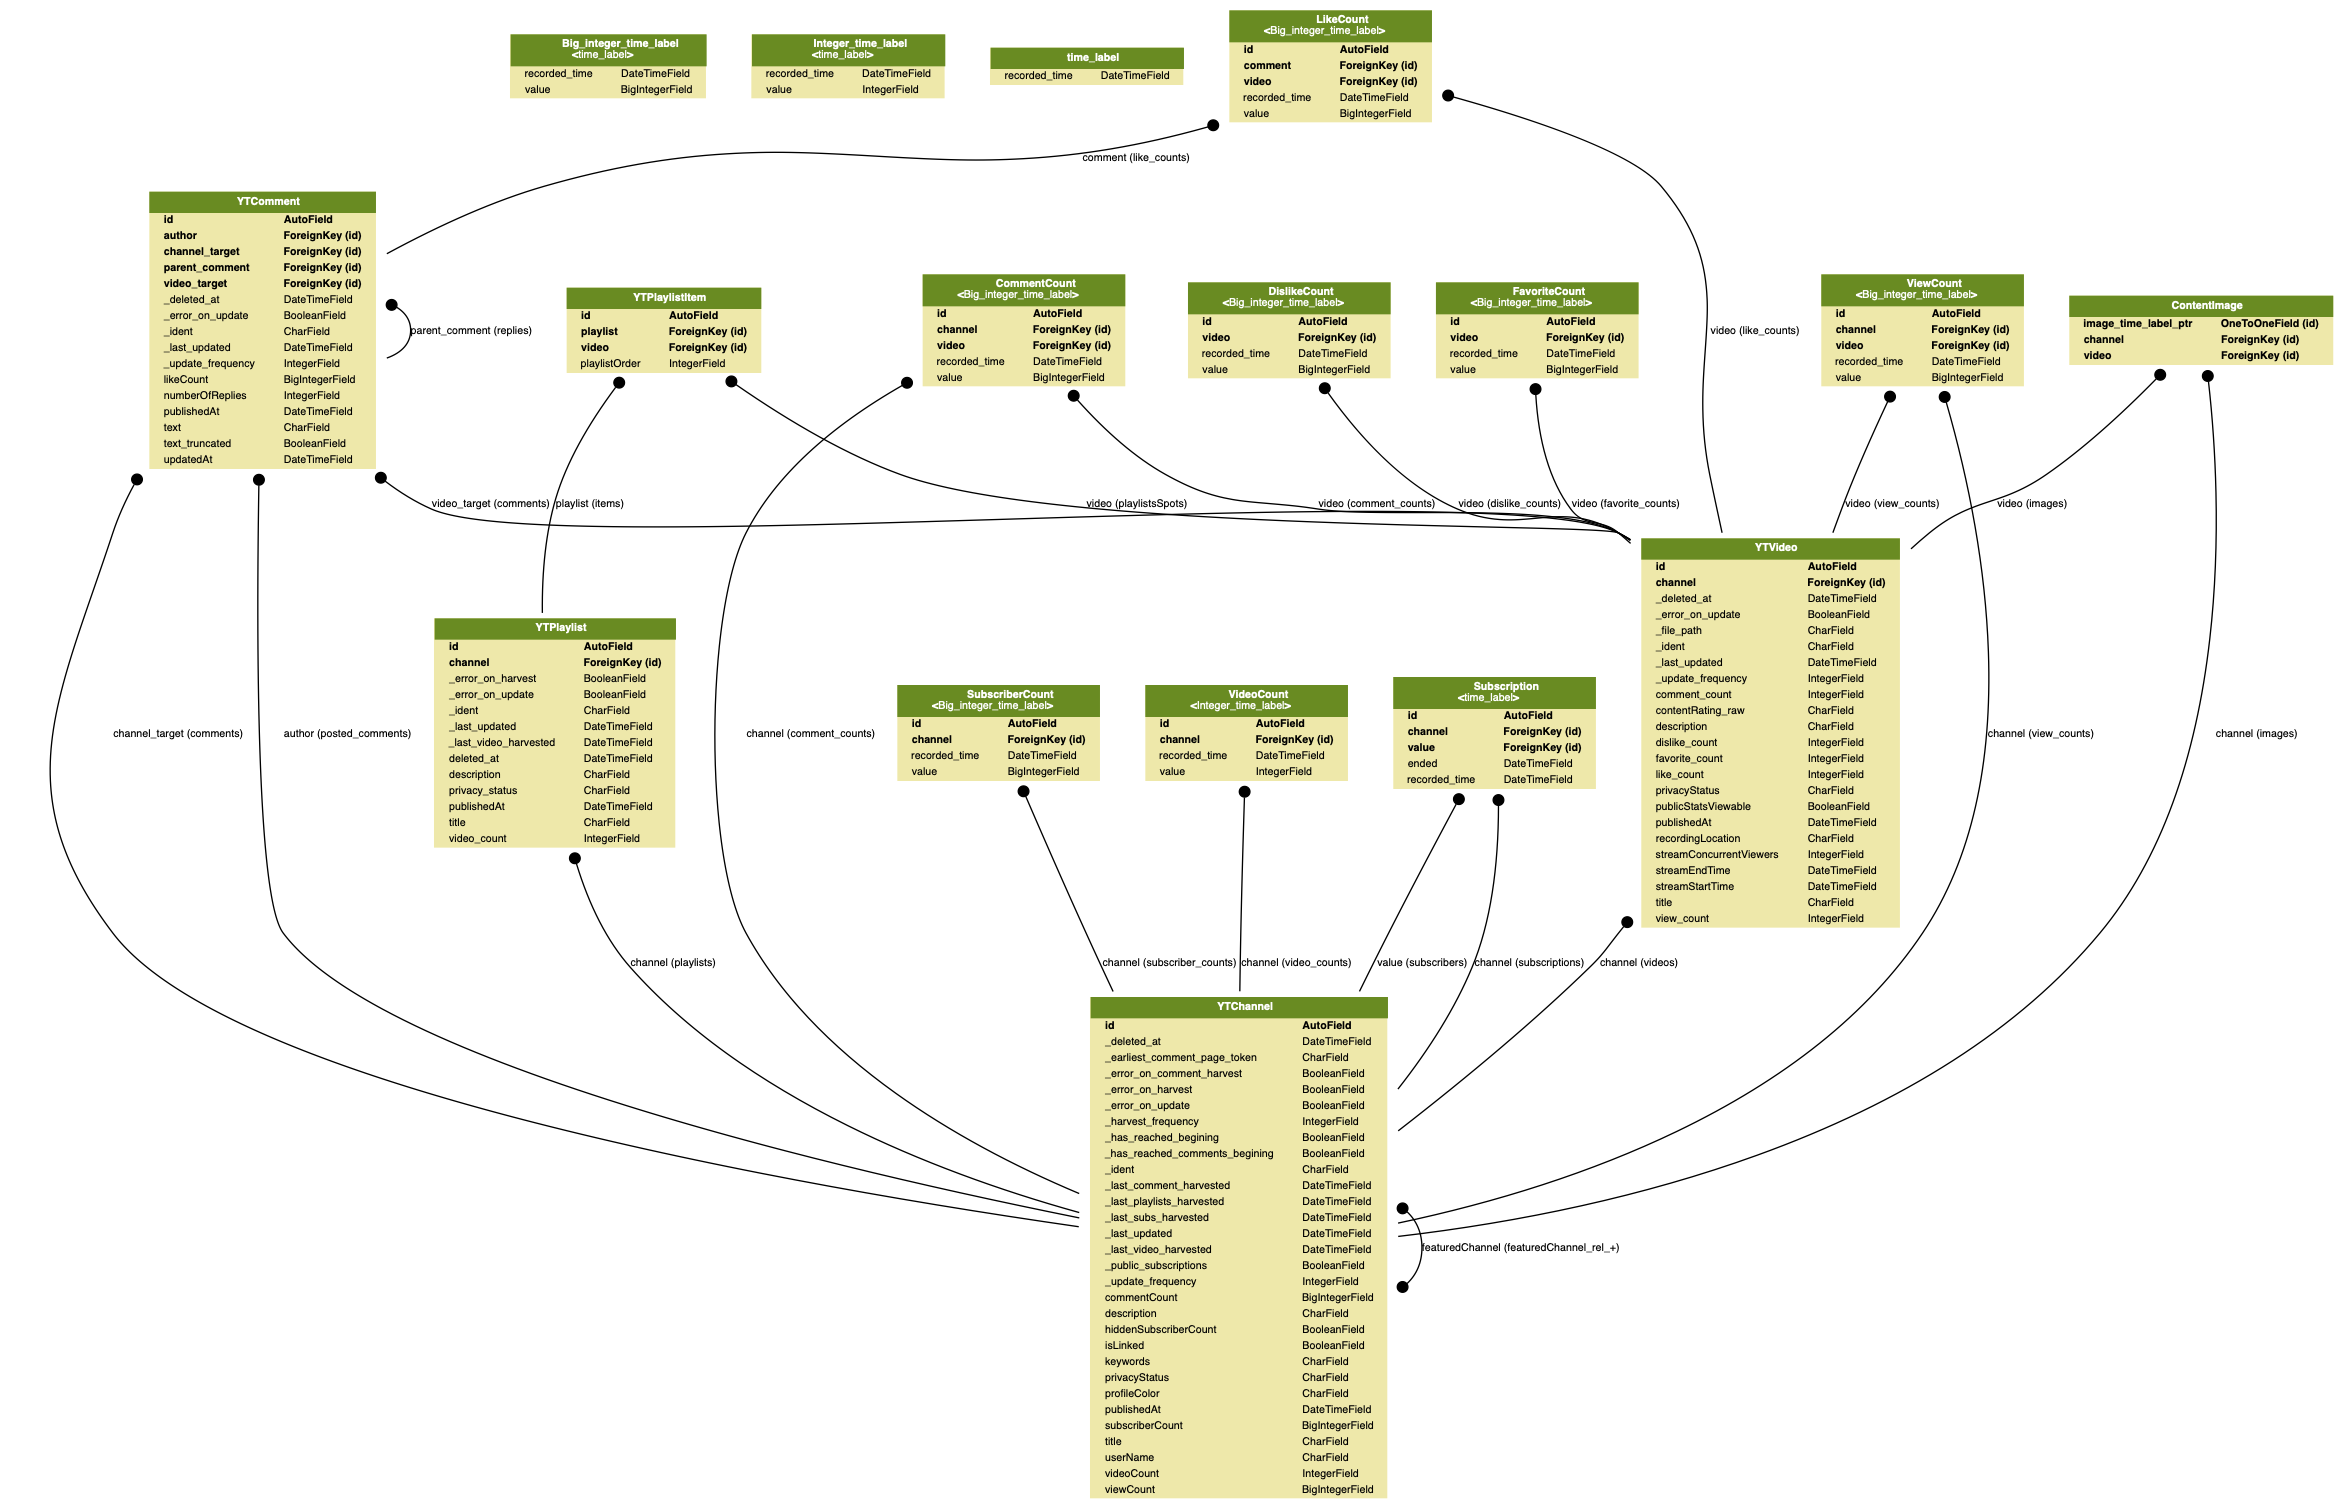 LikeCount
<Big_integer_time_label>
id AutoField
comment ForeignKey (id)
video ForeignKey (id)
recorded_time DateTimeField
value BigIntegerField
Big_integer_time_label
<time_label>
recorded_time DateTimeField
value BigIntegerField
Integer_time_label
<time_label>
recorded_time DateTimeField
value IntegerField
time_label
recorded_time DateTimeField
comment (like_counts)
YTComment
id AutoField
author ForeignKey (id)
channel_target ForeignKey (id)
parent_comment ForeignKey (id)
video_target ForeignKey (id)
_deleted_at DateTimeField
_error_on_update BooleanField
_ident CharField
_last_updated DateTimeField
_update_frequency IntegerField
likeCount BigIntegerField
numberOfReplies IntegerField
publishedAt DateTimeField
text CharField
text_truncated BooleanField
updatedAt DateTimeField
parent_comment (replies)
YTPlaylistItem
id AutoField
playlist ForeignKey (id)
video ForeignKey (id)
playlistOrder IntegerField
CommentCount
<Big_integer_time_label>
id AutoField
channel ForeignKey (id)
video ForeignKey (id)
recorded_time DateTimeField
value BigIntegerField
DislikeCount
<Big_integer_time_label>
id AutoField
video ForeignKey (id)
recorded_time DateTimeField
value BigIntegerField
FavoriteCount
<Big_integer_time_label>
id AutoField
video ForeignKey (id)
recorded_time DateTimeField
value BigIntegerField
video (like_counts)
ViewCount
<Big_integer_time_label>
id AutoField
channel ForeignKey (id)
video ForeignKey (id)
recorded_time DateTimeField
value BigIntegerField
ContentImage
image_time_label_ptr OneToOneField (id)
channel ForeignKey (id)
video ForeignKey (id)
video_target (comments)
playlist (items)
video (playlistsSpots)
video (comment_counts)
video (dislike_counts)
video (favorite_counts)
video (view_counts)
video (images)
YTVideo
id AutoField
channel ForeignKey (id)
_deleted_at DateTimeField
_error_on_update BooleanField
_file_path CharField
_ident CharField
_last_updated DateTimeField
_update_frequency IntegerField
comment_count IntegerField
contentRating_raw CharField
description CharField
dislike_count IntegerField
favorite_count IntegerField
like_count IntegerField
privacyStatus CharField
publicStatsViewable BooleanField
publishedAt DateTimeField
recordingLocation CharField
streamConcurrentViewers IntegerField
streamEndTime DateTimeField
streamStartTime DateTimeField
title CharField
view_count IntegerField
YTPlaylist
id AutoField
channel ForeignKey (id)
_error_on_harvest BooleanField
_error_on_update BooleanField
_ident CharField
_last_updated DateTimeField
_last_video_harvested DateTimeField
deleted_at DateTimeField
description CharField
privacy_status CharField
publishedAt DateTimeField
title CharField
video_count IntegerField
SubscriberCount
<Big_integer_time_label>
id AutoField
channel ForeignKey (id)
recorded_time DateTimeField
value BigIntegerField
VideoCount
<Integer_time_label>
id AutoField
channel ForeignKey (id)
recorded_time DateTimeField
value IntegerField
Subscription
<time_label>
id AutoField
channel ForeignKey (id)
value ForeignKey (id)
ended DateTimeField
recorded_time DateTimeField
channel_target (comments)
author (posted_comments)
channel (comment_counts)
channel (view_counts)
channel (images)
channel (playlists)
channel (subscriber_counts)
channel (video_counts)
value (subscribers)
channel (subscriptions)
channel (videos)
YTChannel
id AutoField
_deleted_at DateTimeField
_earliest_comment_page_token CharField
_error_on_comment_harvest BooleanField
_error_on_harvest BooleanField
_error_on_update BooleanField
_harvest_frequency IntegerField
_has_reached_begining BooleanField
_has_reached_comments_begining BooleanField
_ident CharField
_last_comment_harvested DateTimeField
_last_playlists_harvested DateTimeField
_last_subs_harvested DateTimeField
_last_updated DateTimeField
_last_video_harvested DateTimeField
_public_subscriptions BooleanField
_update_frequency IntegerField
commentCount BigIntegerField
description CharField
hiddenSubscriberCount BooleanField
isLinked BooleanField
keywords CharField
privacyStatus CharField
profileColor CharField
publishedAt DateTimeField
subscriberCount BigIntegerField
title CharField
userName CharField
videoCount IntegerField
viewCount BigIntegerField
featuredChannel (featuredChannel_rel_+)